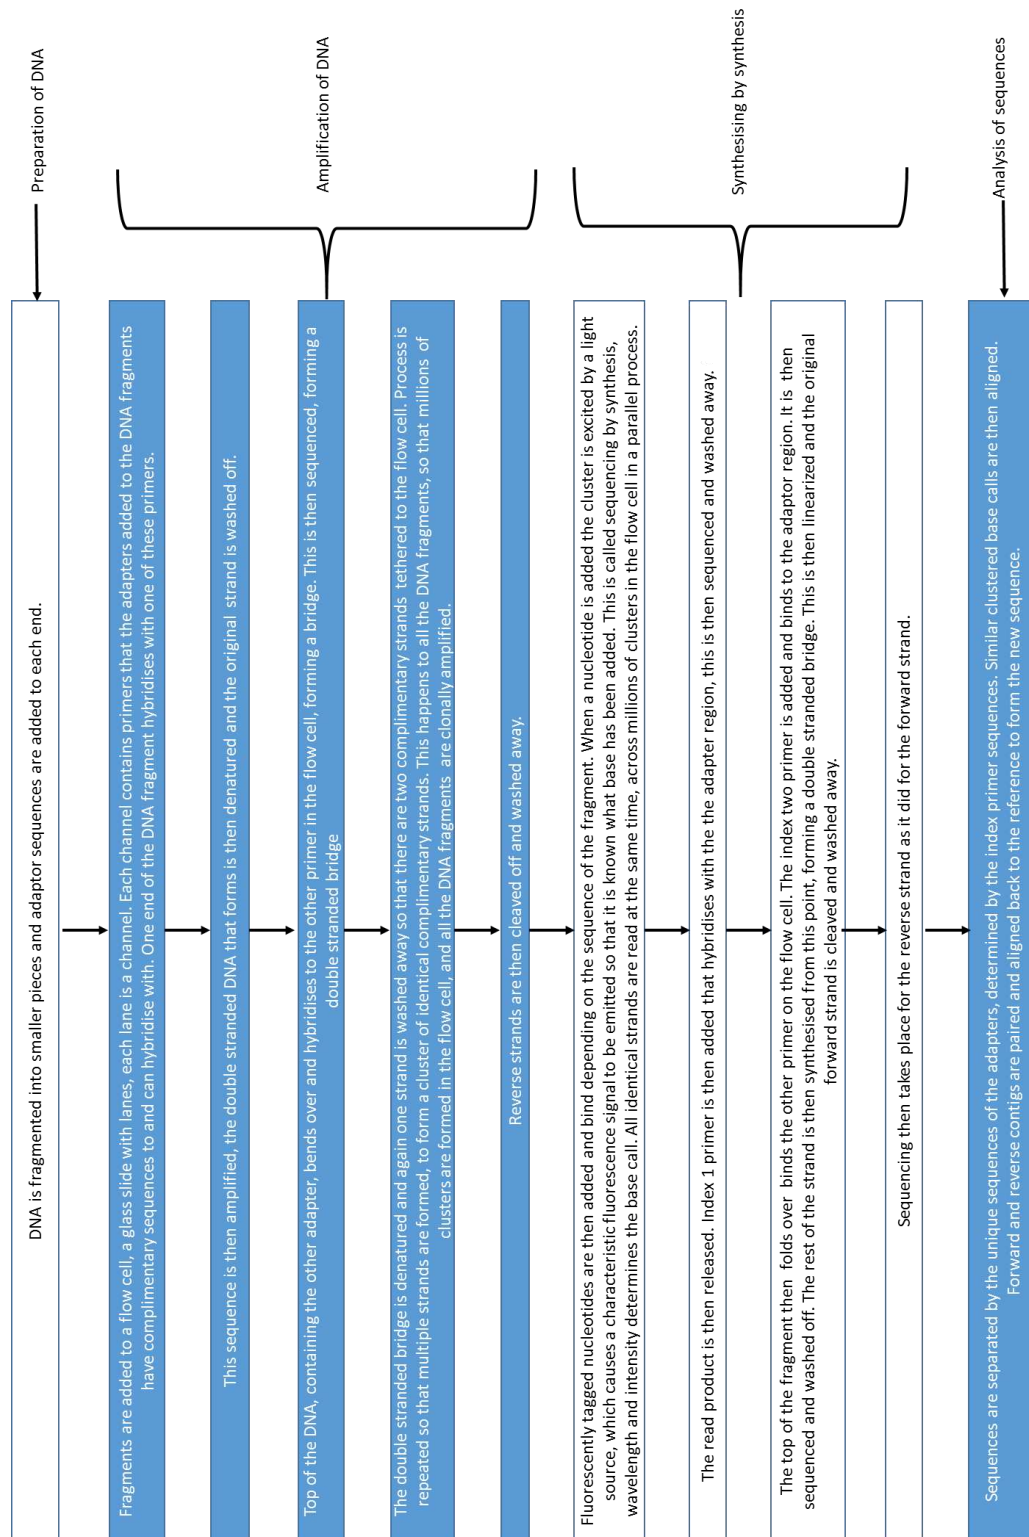 DNA is fragmented into smaller pieces and adaptor sequences are added to each end.
Preparation of DNA
Fragments are added to a flow cell, a glass slide with lanes, each lane is a channel. Each channel contains primers that the adapters added to the DNA fragments
have complimentary sequences to and can hybridise with. One end of the DNA fragment hybridises with one of these primers.
This sequence is then amplified, the double stranded DNA that forms is then denatured and the original strand is washed off.
Top of the DNA, containing the other adapter, bends over and hybridises to the other primer in the flow cell, forming a bridge. This is then sequenced, forming a
double stranded bridge
Amplification of DNA
The double stranded bridge is denatured and again one strand is washed away so that there are two complimentary strands tethered to the flow cell. Process is
repeated so that multiple strands are formed, to form a cluster of identical complimentary strands. This happens to all the DNA fragments, so that millions of
clusters are formed in the flow cell, and all the DNA fragments are clonally amplified.
Reverse strands are then cleaved off and washed away.
Fluorescently tagged nucleotides are then added and bind depending on the sequence of the fragment. When a nucleotide is added the cluster is excited by a light
source, which causes a characteristic fluorescence signal to be emitted so that it is known what base has been added. This is called sequencing by synthesis,
wavelength and intensity determines the base call. All identical strands are read at the same time, across millions of clusters in the flow cell in a parallel process.
The read product is then released. Index 1 primer is then added that hybridises with the the adapter region, this is then sequenced and washed away.
Synthesising by synthesis
The top of the fragment then folds over binds the other primer on the flow cell. The index two primer is added and binds to the adaptor region. It is then
sequenced and washed off. The rest of the strand is then synthesised from this point, forming a double stranded bridge. This is then linearized and the original
forward strand is cleaved and washed away.
Sequencing then takes place for the reverse strand as it did for the forward strand.
Sequences are separated by the unique sequences of the adapters, determined by the index primer sequences. Similar clustered base calls are then aligned.
Forward and reverse contigs are paired and aligned back to the reference to form the new sequence.
Analysis of sequences